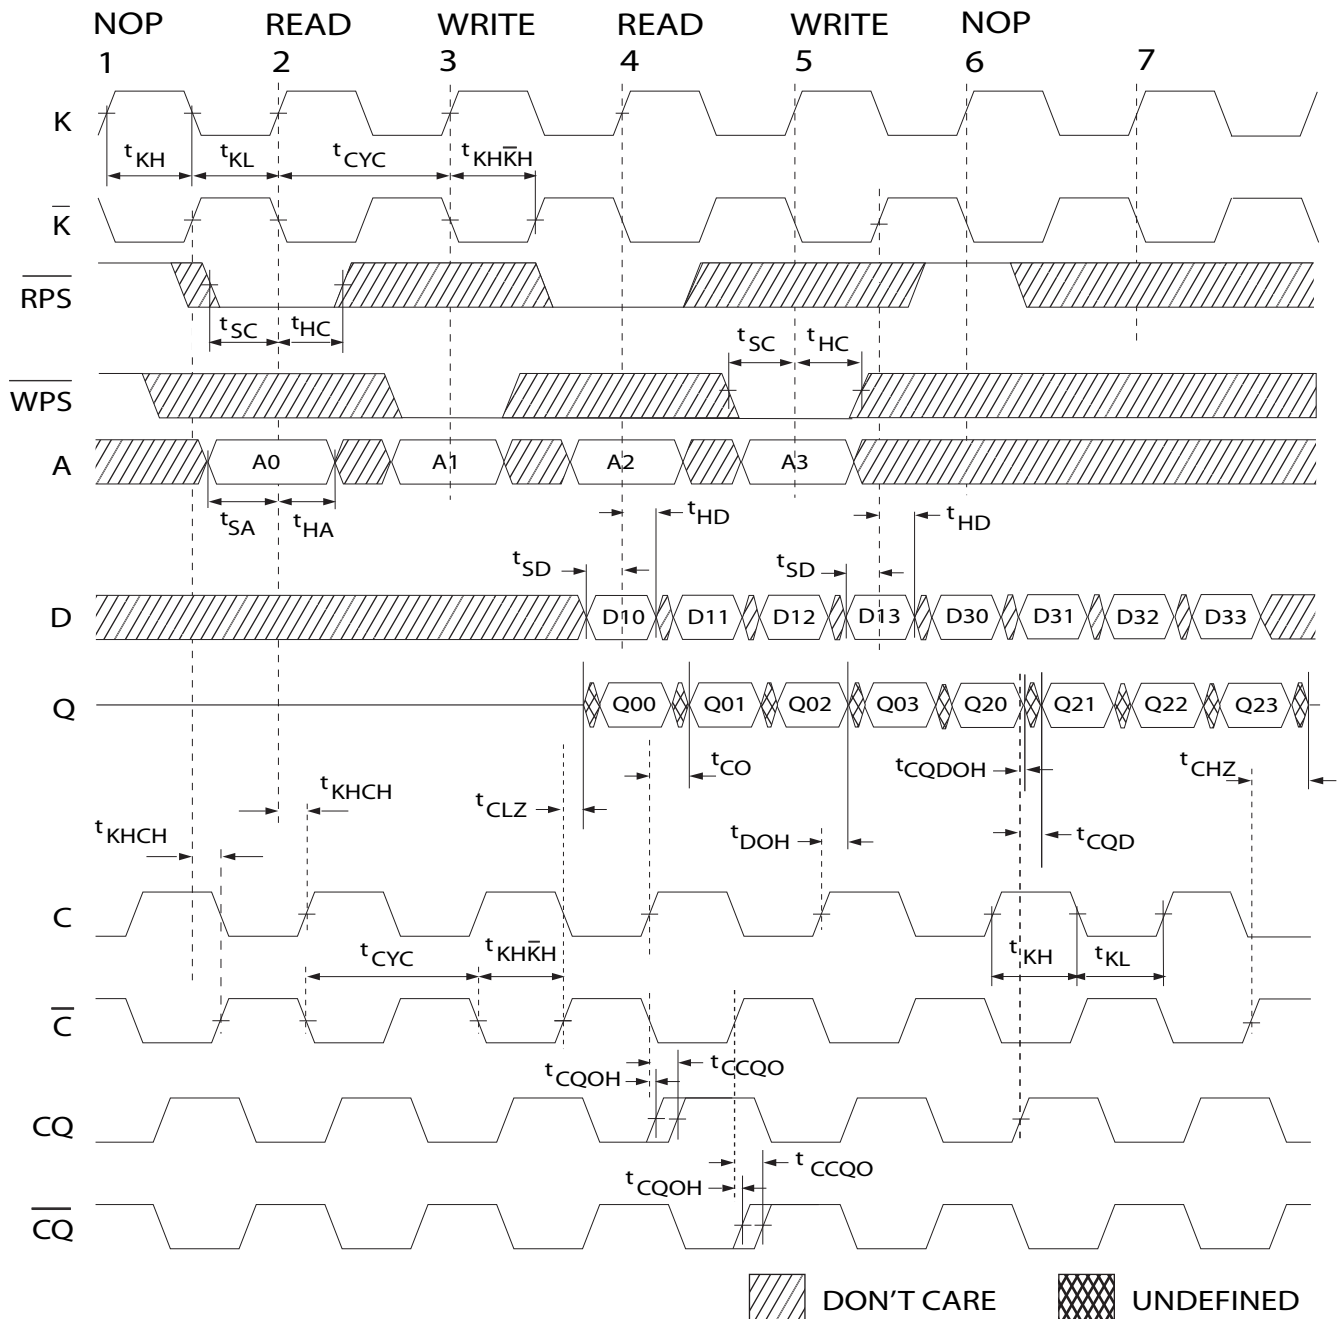 NOP READ WRITE READ WRITE NOP
1 2 3 4 5 6 7
K
tKH tKL tCYC tKHK̅H
K̅
R̅P̅S̅
tSC tHC
tSC tHC
W̅P̅S̅
A A0 A1 A2 A3
tSA tHA
tHD tHD
tSD tSD
D D10 D11 D12 D13 D30 D31 D32 D33
Q Q00 Q01 Q02 Q03 Q20 Q21 Q22 Q23
tCLZ tCO tCQDOH tCHZ
tKHCH tKHCH
tDOH tCQD
C
tCYC tKHK̅H tKH tKL
C̅
tCQOH tCCQO
CQ
tCQOH tCCQO
C̅Q̅
DON'T CARE UNDEFINED